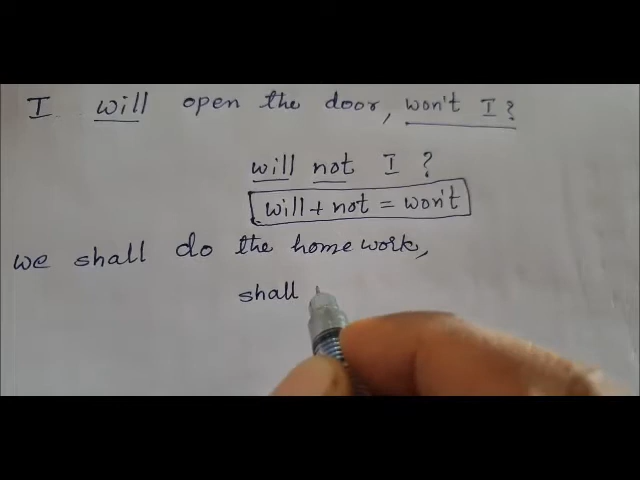 I will open the door, won't I?
will not I ?
will + not = won't
we shall do the home work,
shall